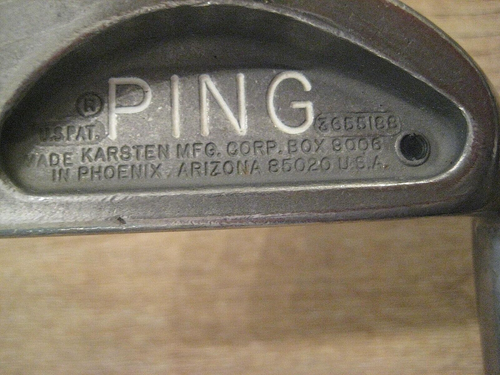 ® PING
U.S. PAT. 3655188
MADE KARSTEN MFG. CORP. BOX 9006
IN PHOENIX, ARIZONA 85020 U.S.A.